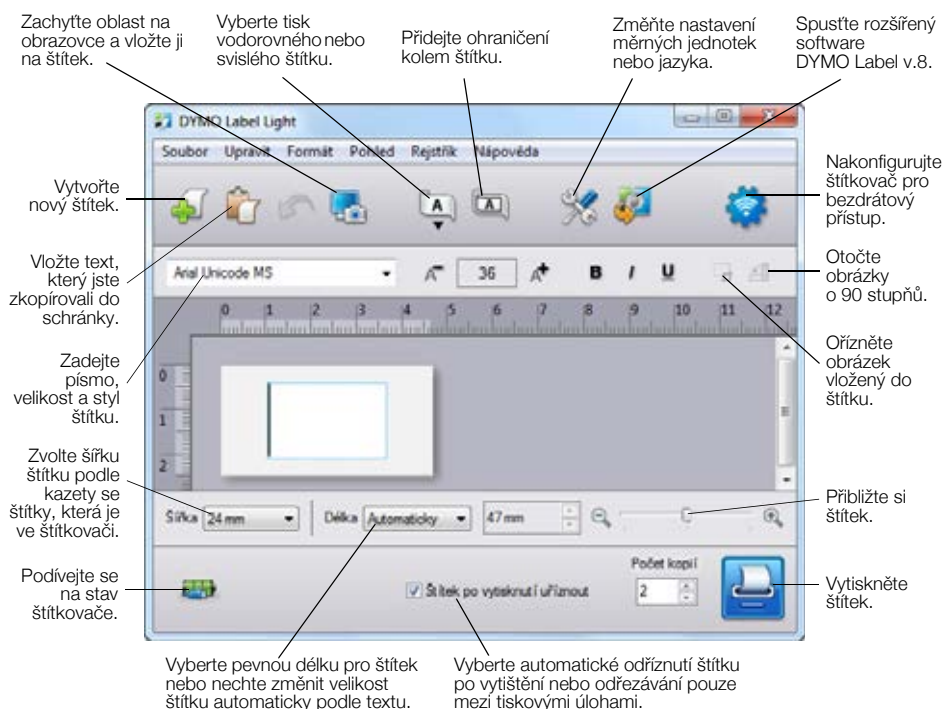 Zachyťte oblast na
obrazovce a vložte ji
na štítek.
Vyberte tisk
vodorovného nebo
svislého štítku.
Přidejte ohraničení
kolem štítku.
Změňte nastavení
měrných jednotek
nebo jazyka.
Spusťte rozšířený
software
DYMO Label v.8.
DYMO Label Light
Soubor Upravit Formát Pohled Rejstřík Nápověda
Vytvořte
nový štítek.
A A
Nakonfigurujte
štítkovač pro
bezdrátový
přístup.
Vložte text,
který jste
zkopírovali do
schránky.
Arial Unicode MS A 36 A B I U
Otočte
obrázky
o 90 stupňů.
0 1 2 3 4 5 6 7 8 9 10 11 12
Zadejte
písmo,
velikost a styl
štítku.
0
1
2
Ořízněte
obrázek
vložený do
štítku.
Zvolte šířku
štítku podle
kazety se
štítky, která je
ve štítkovači.
Šířka 24 mm Délka Automaticky 47 mm
Přibližte si
štítek.
Podívejte se
na stav
štítkovače.
Štítek po vytisknutí uříznout
Počet kopií
2
Vytiskněte
štítek.
Vyberte pevnou délku pro štítek
nebo nechte změnit velikost
štítku automaticky podle textu.
Vyberte automatické odříznutí štítku
po vytištění nebo odřezávání pouze
mezi tiskovými úlohami.